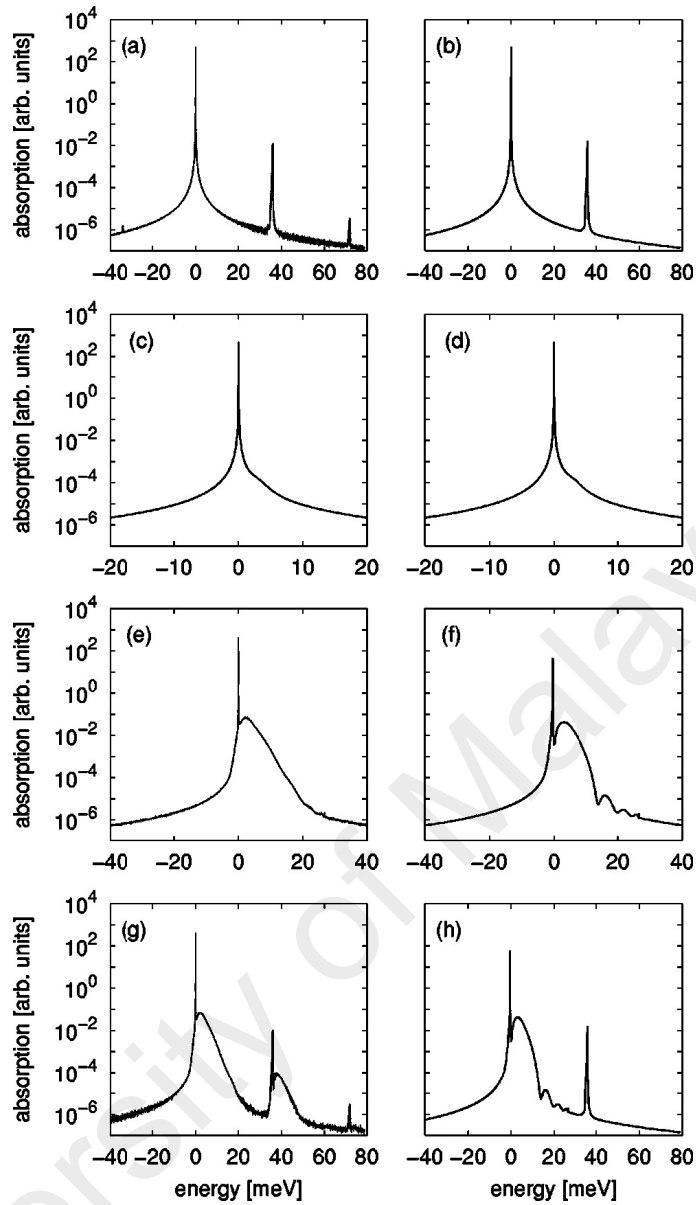 (a)
absorption [arb. units]
10⁴
10²
10⁰
10⁻²
10⁻⁴
10⁻⁶
−40 −20 0 20 40 60 80
(b)
−40 −20 0 20 40 60 80
(c)
absorption [arb. units]
10⁴
10²
10⁰
10⁻²
10⁻⁴
10⁻⁶
−20 −10 0 10 20
(d)
−20 −10 0 10 20
(e)
absorption [arb. units]
10⁴
10²
10⁰
10⁻²
10⁻⁴
10⁻⁶
−40 −20 0 20 40
(f)
−40 −20 0 20 40
(g)
absorption [arb. units]
10⁴
10²
10⁰
10⁻²
10⁻⁴
10⁻⁶
−40 −20 0 20 40 60 80
energy [meV]
(h)
−40 −20 0 20 40 60 80
energy [meV]
of